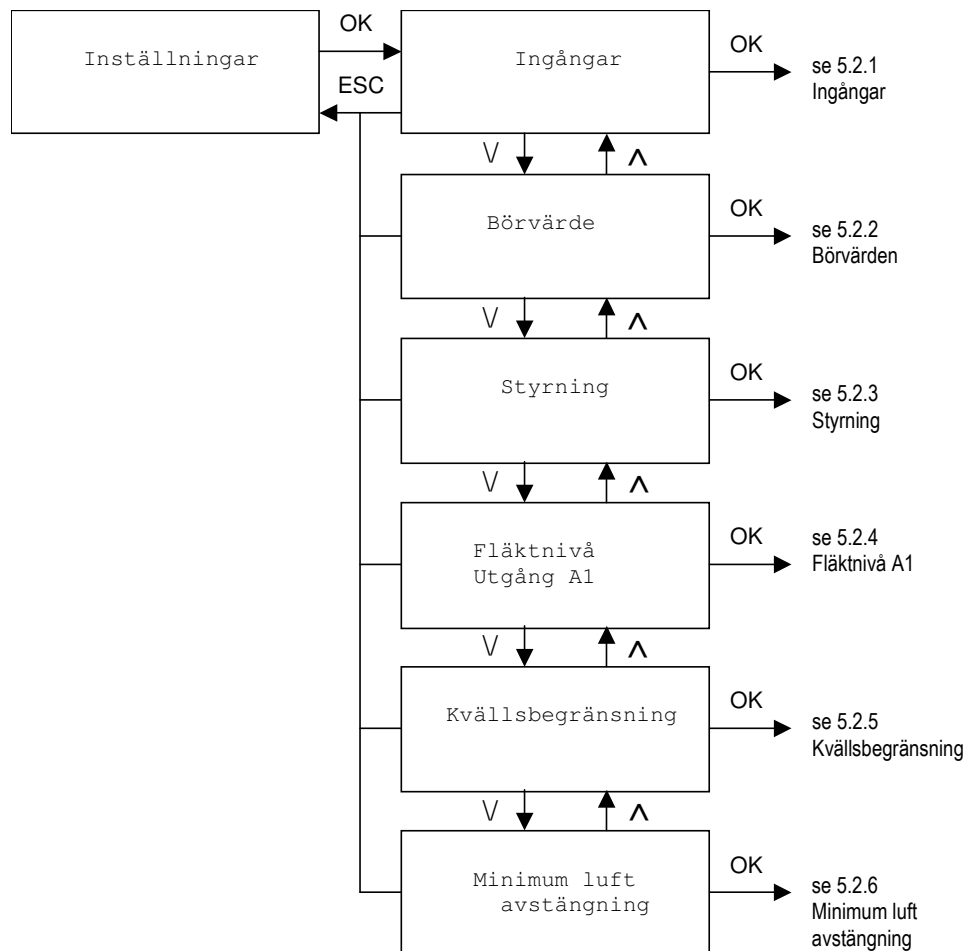 OK
Inställningar
Ingångar
OK
se 5.2.1
Ingångar
ESC
\/
Λ
Börvärde
OK
se 5.2.2
Börvärden
\/
Λ
Styrning
OK
se 5.2.3
Styrning
\/
Λ
Fläktnivå
Utgång A1
OK
se 5.2.4
Fläktnivå A1
\/
Λ
Kvällsbegränsning
OK
se 5.2.5
Kvällsbegränsning
\/
Λ
Minimum luft
avstängning
OK
se 5.2.6
Minimum luft
avstängning